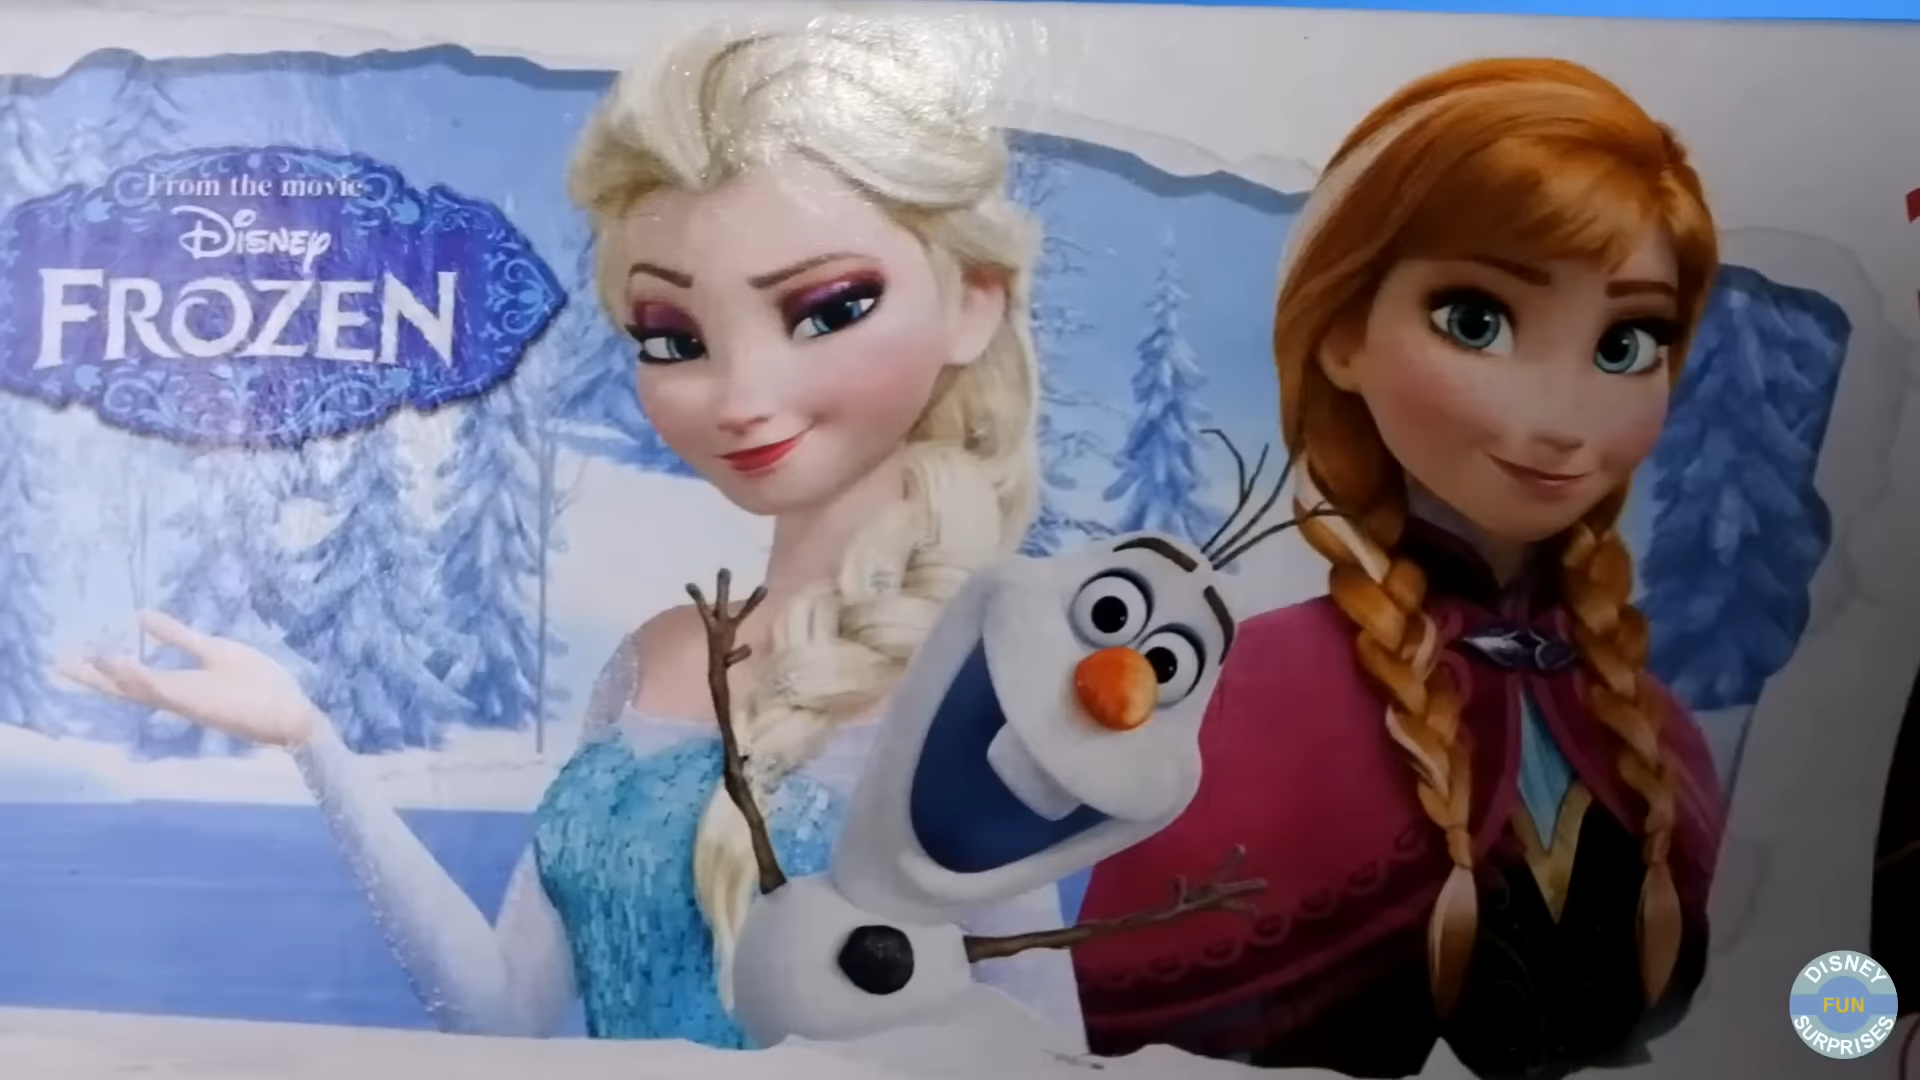 From the movie
DISNEY
FROZEN
DISNEY
FUN
SURPRISES